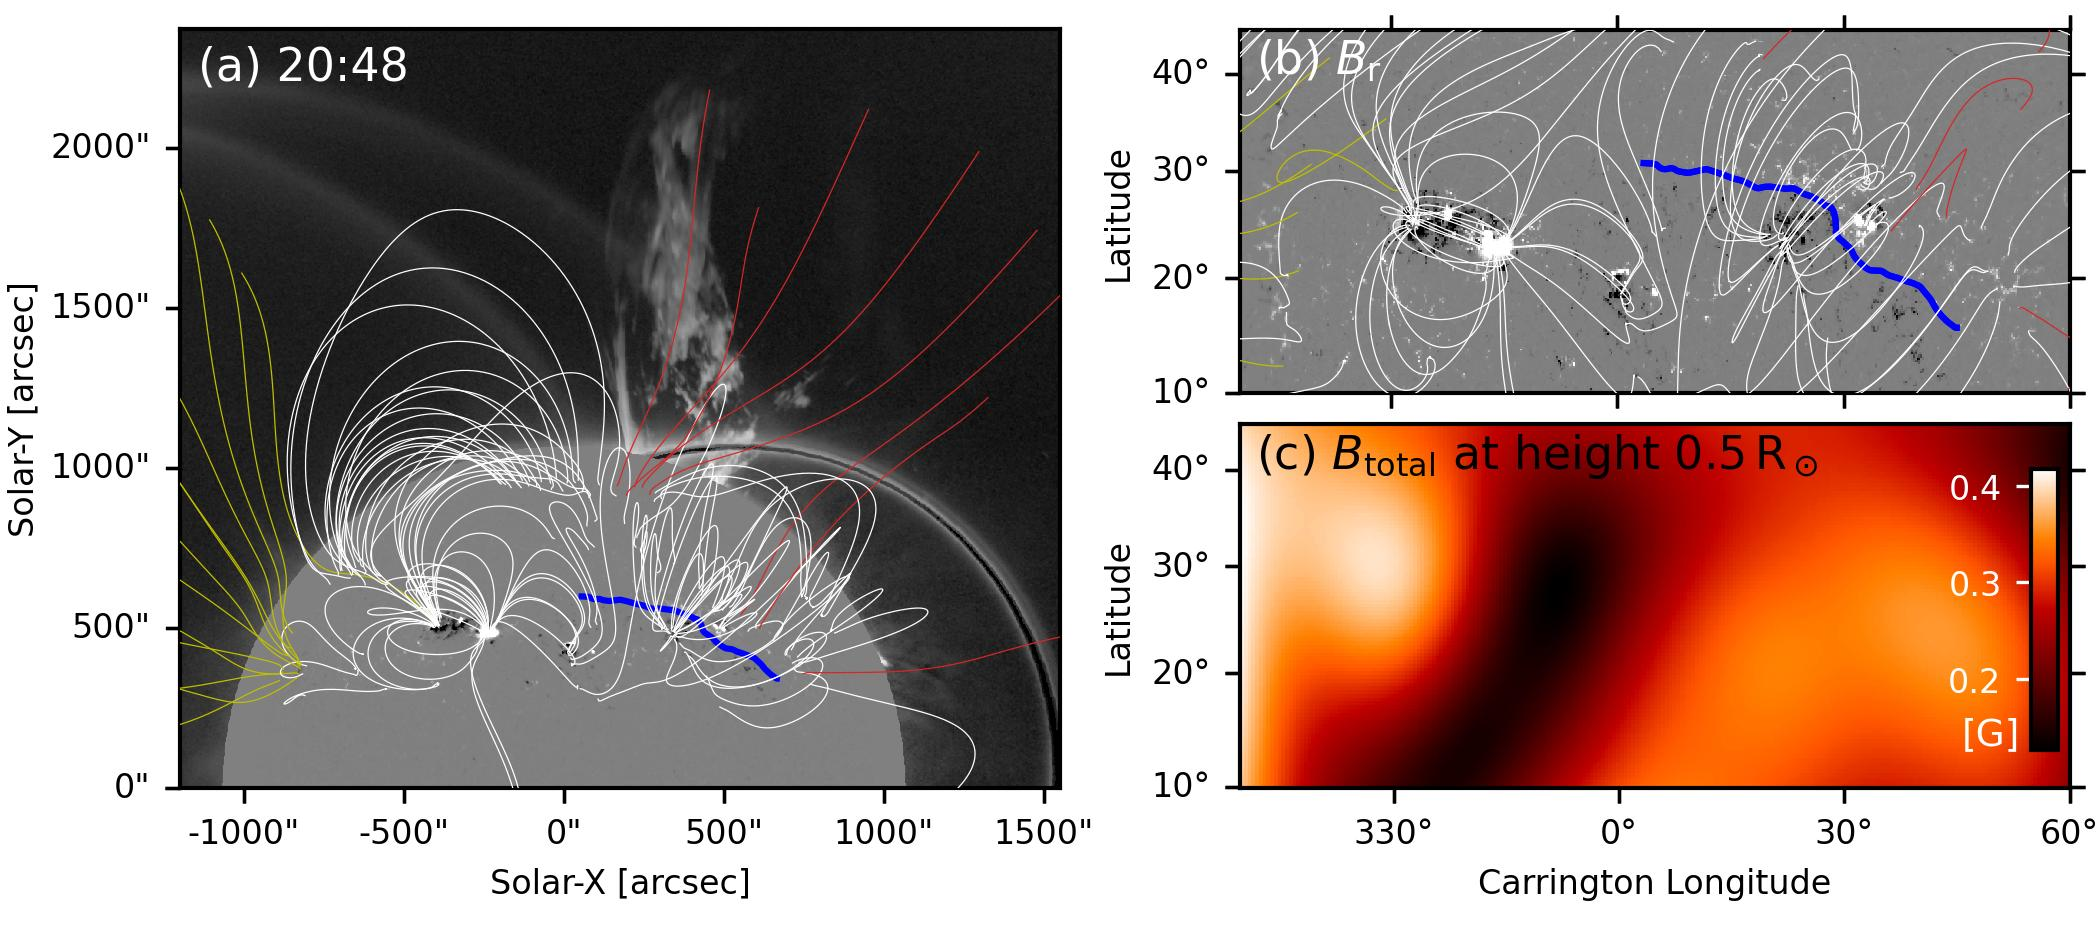 (a) 20:48
2000"
1500"
1000"
500"
0"
Solar-Y [arcsec]
-1000" -500" 0" 500" 1000" 1500"
Solar-X [arcsec]
(b) Br
40°
30°
20°
10°
Latitude
(c) Btotal at height 0.5 R⊙
40°
30°
20°
10°
Latitude
0.4
0.3
0.2
[G]
330° 0° 30° 60°
Carrington Longitude